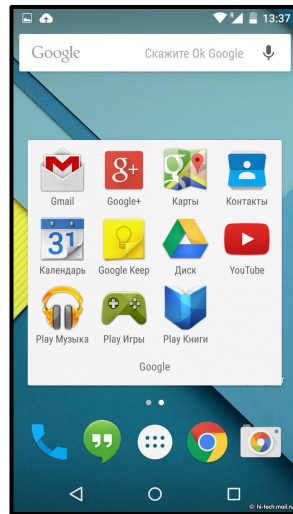 13:37
Google Скажите Ok Google
Gmail Google+ Карты Контакты
31
Календарь Google Keep Диск YouTube
Play Музыка Play Игры Play Книги
Google
© hi-tech.mail.ru